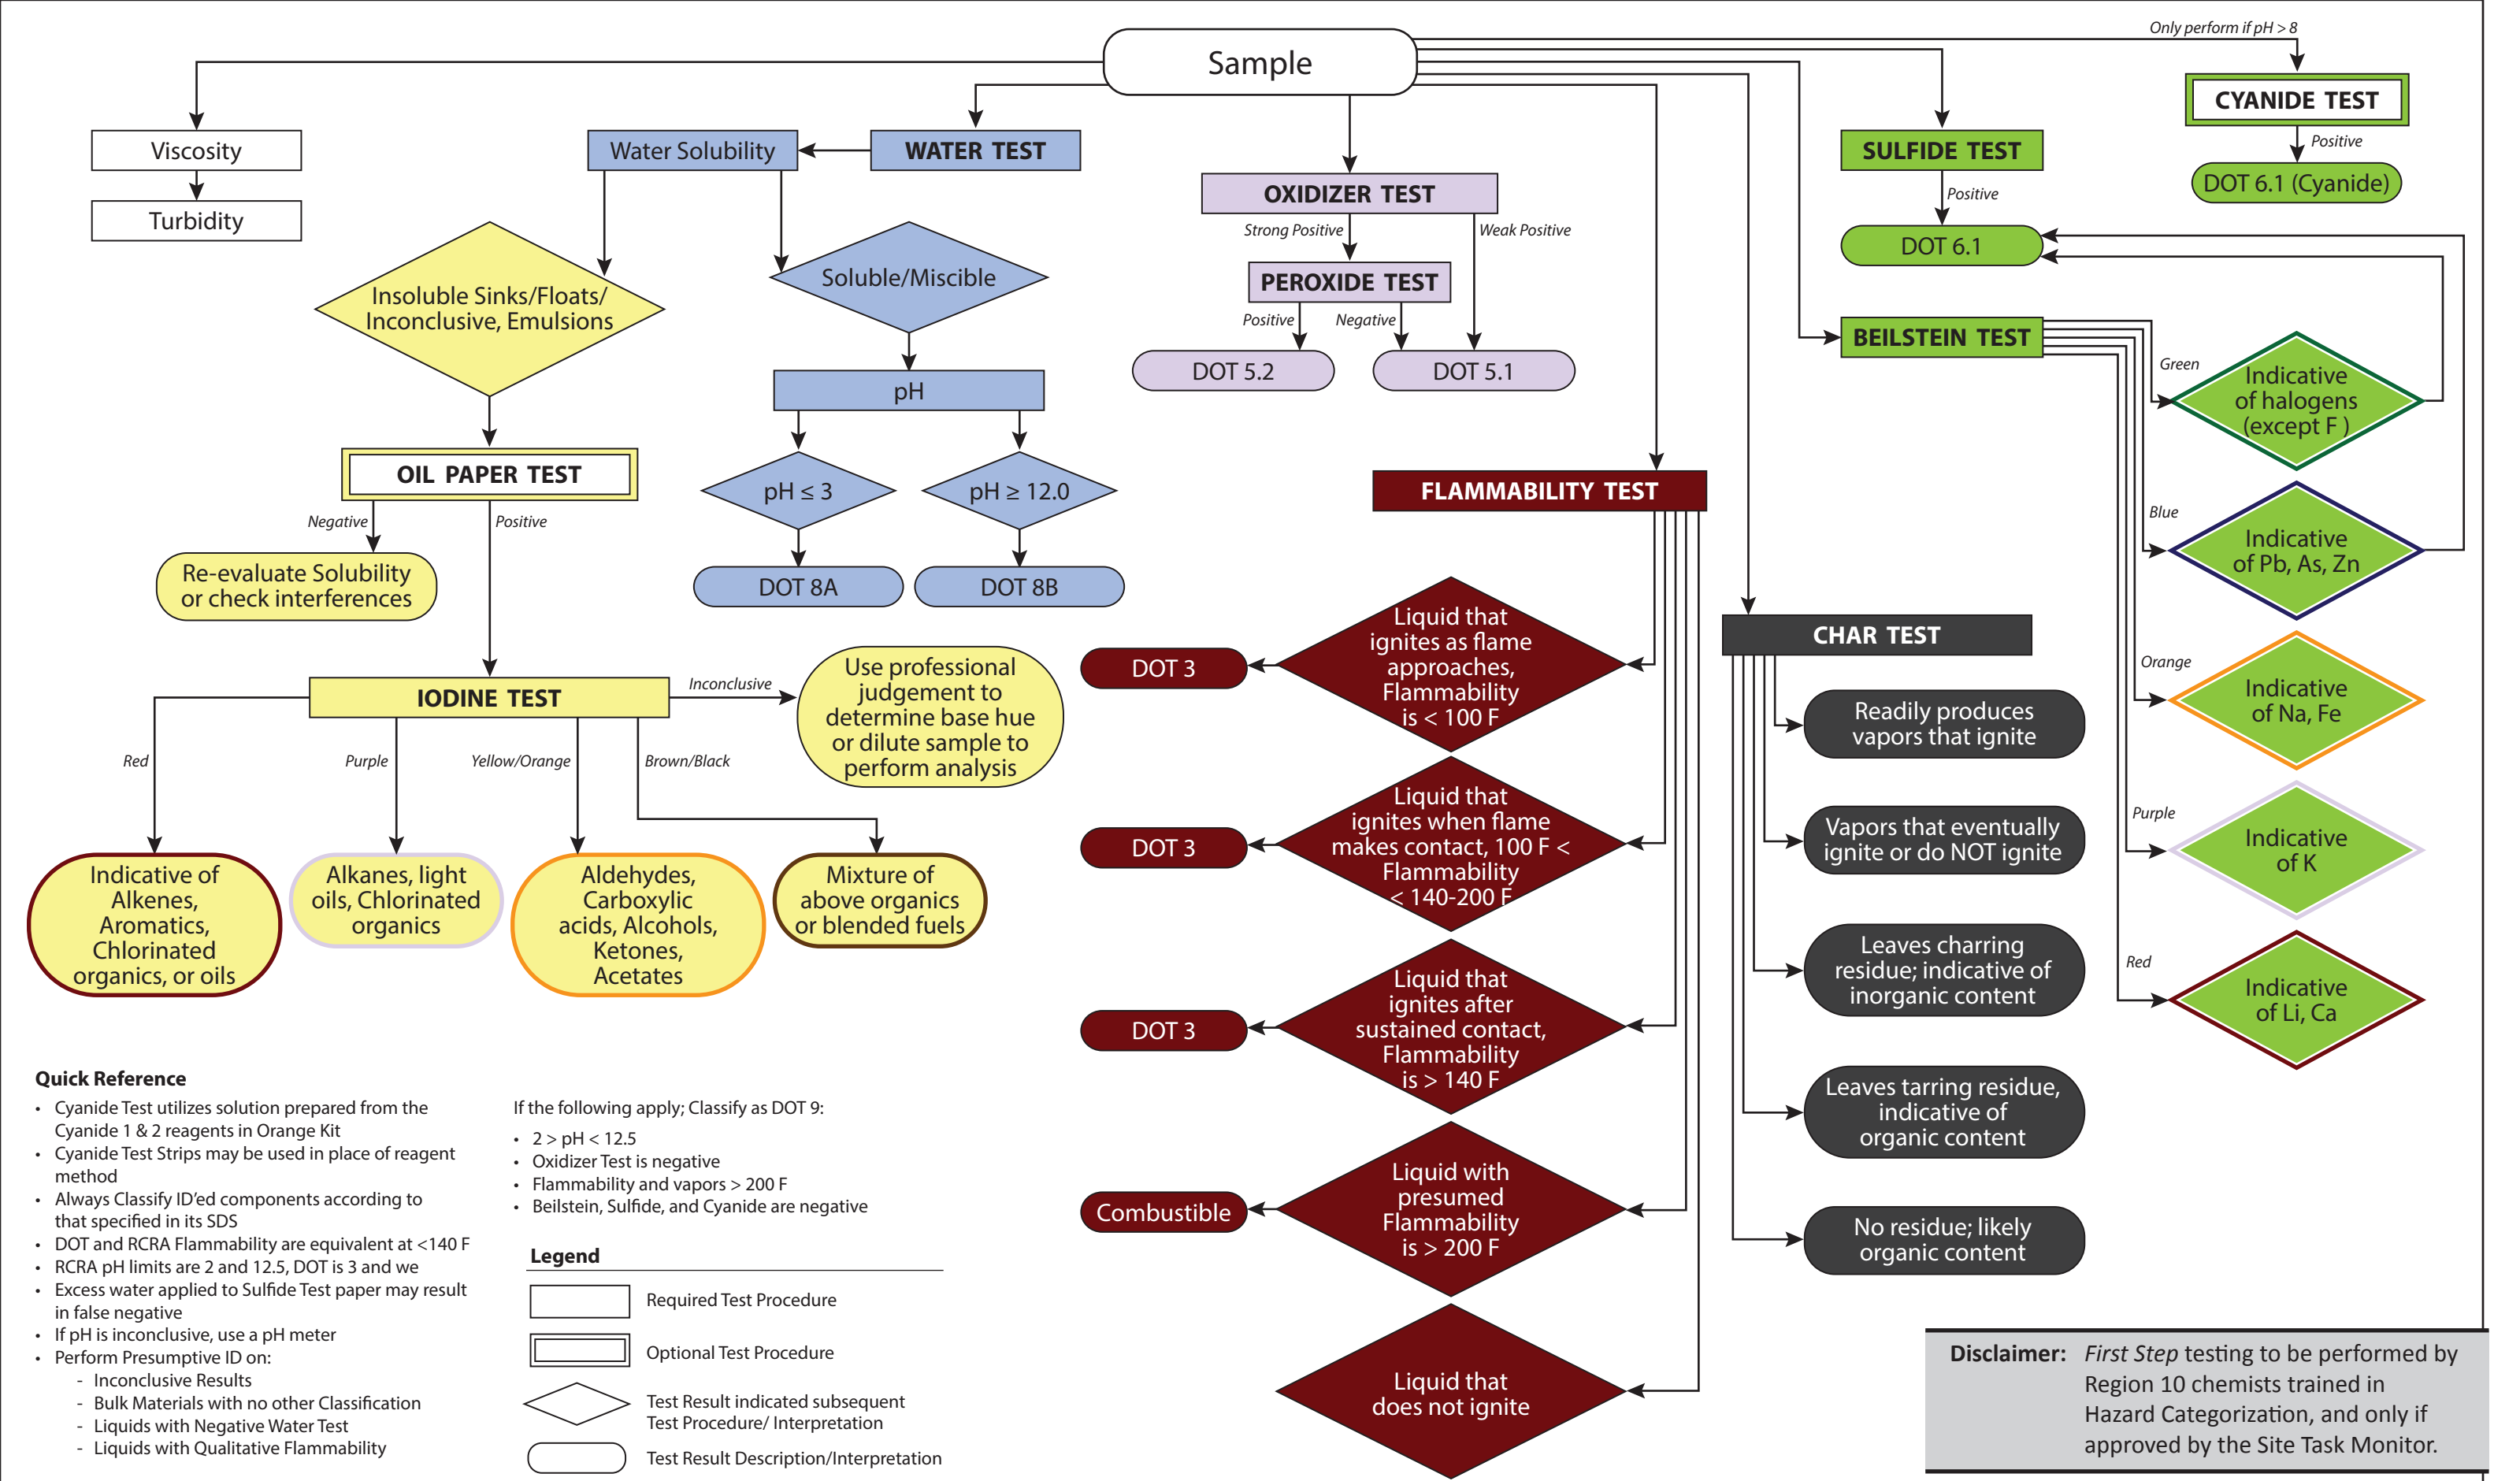 Sample
Only perform if pH > 8
CYANIDE TEST
Positive
DOT 6.1 (Cyanide)
Viscosity
Turbidity
Water Solubility
WATER TEST
Insoluble Sinks/Floats/
Inconclusive, Emulsions
Soluble/Miscible
pH
pH ≤ 3
pH ≥ 12.0
DOT 8A
DOT 8B
OIL PAPER TEST
Negative
Positive
Re-evaluate Solubility
or check interferences
IODINE TEST
Inconclusive
Use professional
judgement to
determine base hue
or dilute sample to
perform analysis
Red
Purple
Yellow/Orange
Brown/Black
Indicative of
Alkenes,
Aromatics,
Chlorinated
organics, or oils
Alkanes, light
oils, Chlorinated
organics
Aldehydes,
Carboxylic
acids, Alcohols,
Ketones,
Acetates
Mixture of
above organics
or blended fuels
OXIDIZER TEST
Strong Positive
Weak Positive
PEROXIDE TEST
Positive
Negative
DOT 5.2
DOT 5.1
SULFIDE TEST
Positive
DOT 6.1
BEILSTEIN TEST
Green
Indicative
of halogens
(except F )
Blue
Indicative
of Pb, As, Zn
Orange
Indicative
of Na, Fe
Purple
Indicative
of K
Red
Indicative
of Li, Ca
FLAMMABILITY TEST
Liquid that
ignites as flame
approaches,
Flammability
is < 100 F
DOT 3
Liquid that
ignites when flame
makes contact, 100 F <
Flammability
< 140-200 F
DOT 3
Liquid that
ignites after
sustained contact,
Flammability
is > 140 F
DOT 3
Liquid with
presumed
Flammability
is > 200 F
Combustible
Liquid that
does not ignite
CHAR TEST
Readily produces
vapors that ignite
Vapors that eventually
ignite or do NOT ignite
Leaves charring
residue; indicative of
inorganic content
Leaves tarring residue,
indicative of
organic content
No residue; likely
organic content
Quick Reference
• Cyanide Test utilizes solution prepared from the
Cyanide 1 & 2 reagents in Orange Kit
• Cyanide Test Strips may be used in place of reagent
method
• Always Classify ID'ed components according to
that specified in its SDS
• DOT and RCRA Flammability are equivalent at <140 F
• RCRA pH limits are 2 and 12.5, DOT is 3 and we
• Excess water applied to Sulfide Test paper may result
in false negative
• If pH is inconclusive, use a pH meter
• Perform Presumptive ID on:
- Inconclusive Results
- Bulk Materials with no other Classification
- Liquids with Negative Water Test
- Liquids with Qualitative Flammability
If the following apply; Classify as DOT 9:
• 2 > pH < 12.5
• Oxidizer Test is negative
• Flammability and vapors > 200 F
• Beilstein, Sulfide, and Cyanide are negative
Legend
Required Test Procedure
Optional Test Procedure
Test Result indicated subsequent
Test Procedure/ Interpretation
Test Result Description/Interpretation
Disclaimer: First Step testing to be performed by
Region 10 chemists trained in
Hazard Categorization, and only if
approved by the Site Task Monitor.